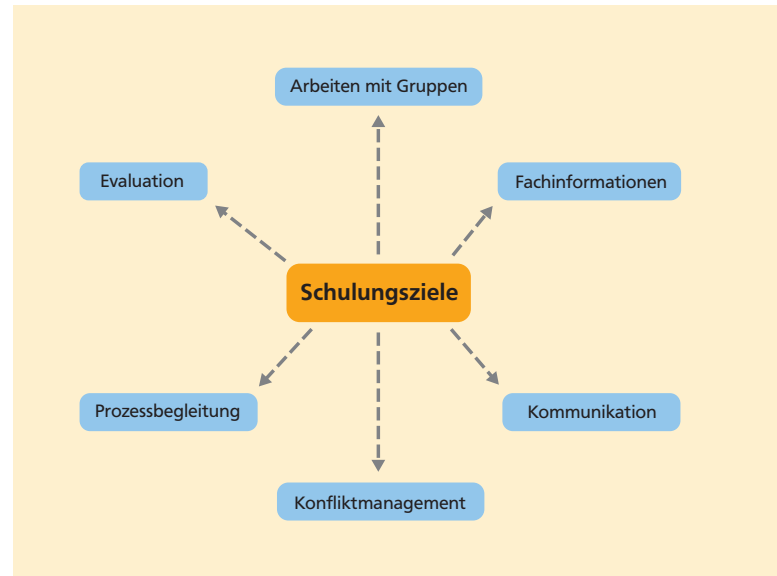 Arbeiten mit Gruppen
Evaluation
Fachinformationen
Schulungsziele
Prozessbegleitung
Kommunikation
Konfliktmanagement